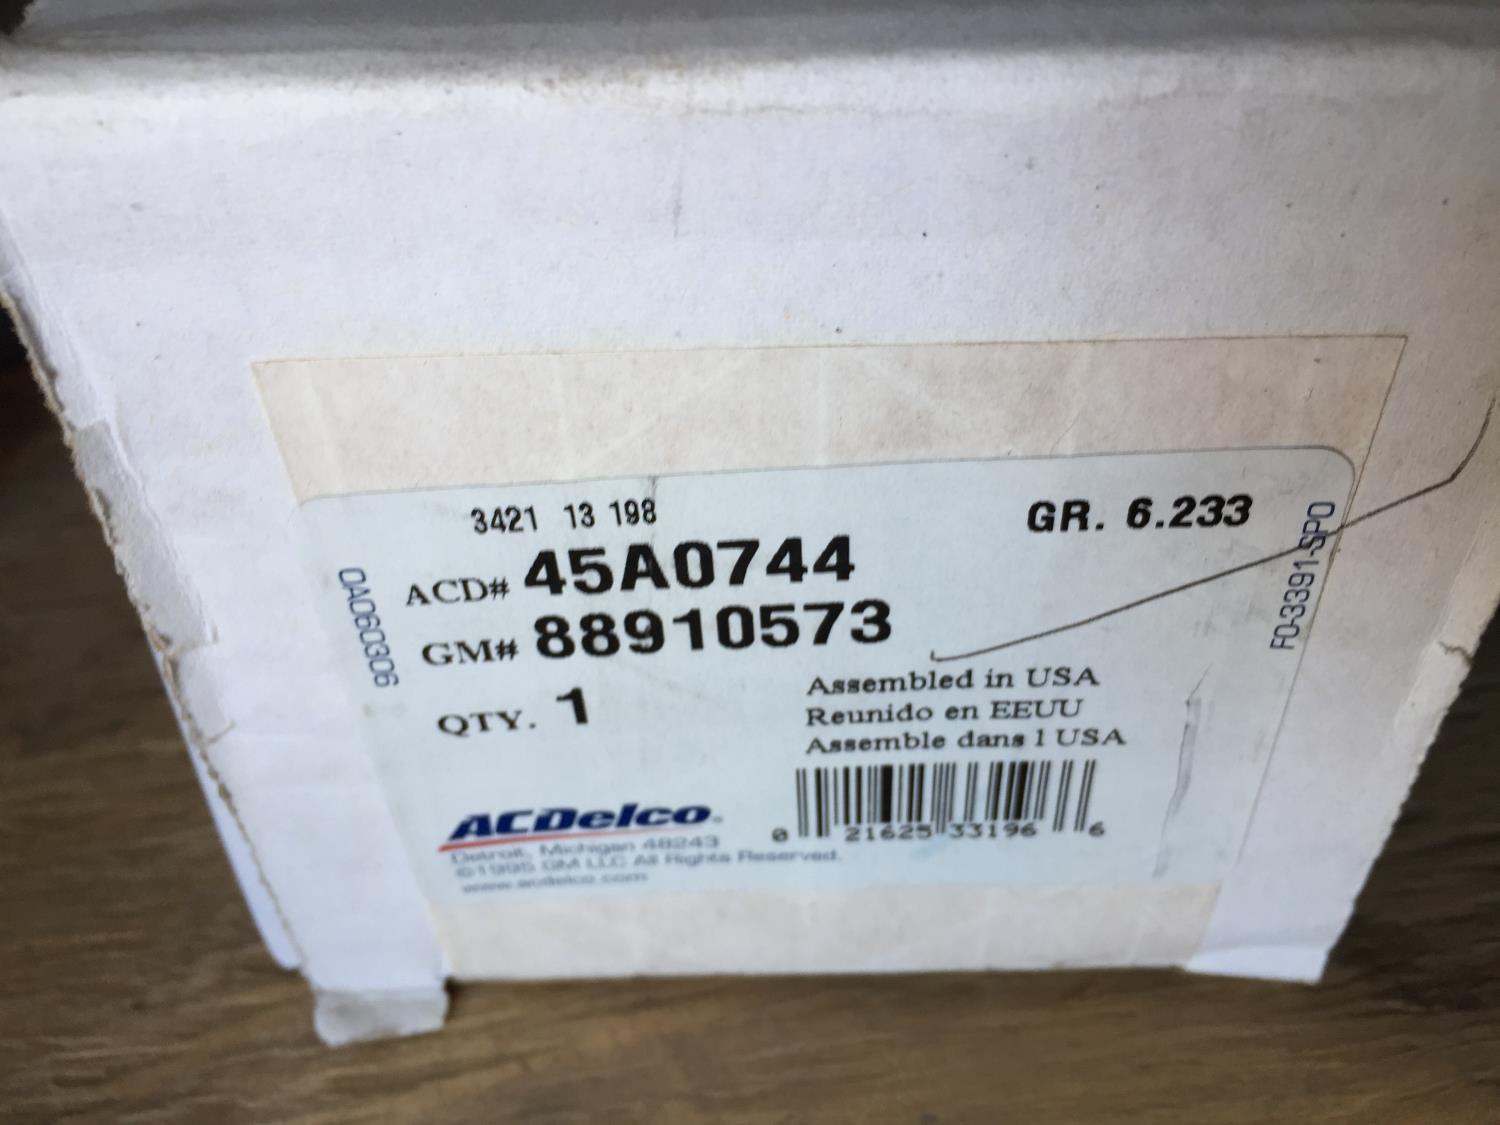 3421 13 198
GR. 6.233
ACD# 45A0744
GM# 88910573
QTY. 1
Assembled in USA
Reunido en EEUU
Assemble dans l USA
0 21625 33196 6
ACDelco
Detroit, Michigan 48243
©1995 GM LLC All Rights Reserved.
www.acdelco.com
0A060306
F0-3391-SPO